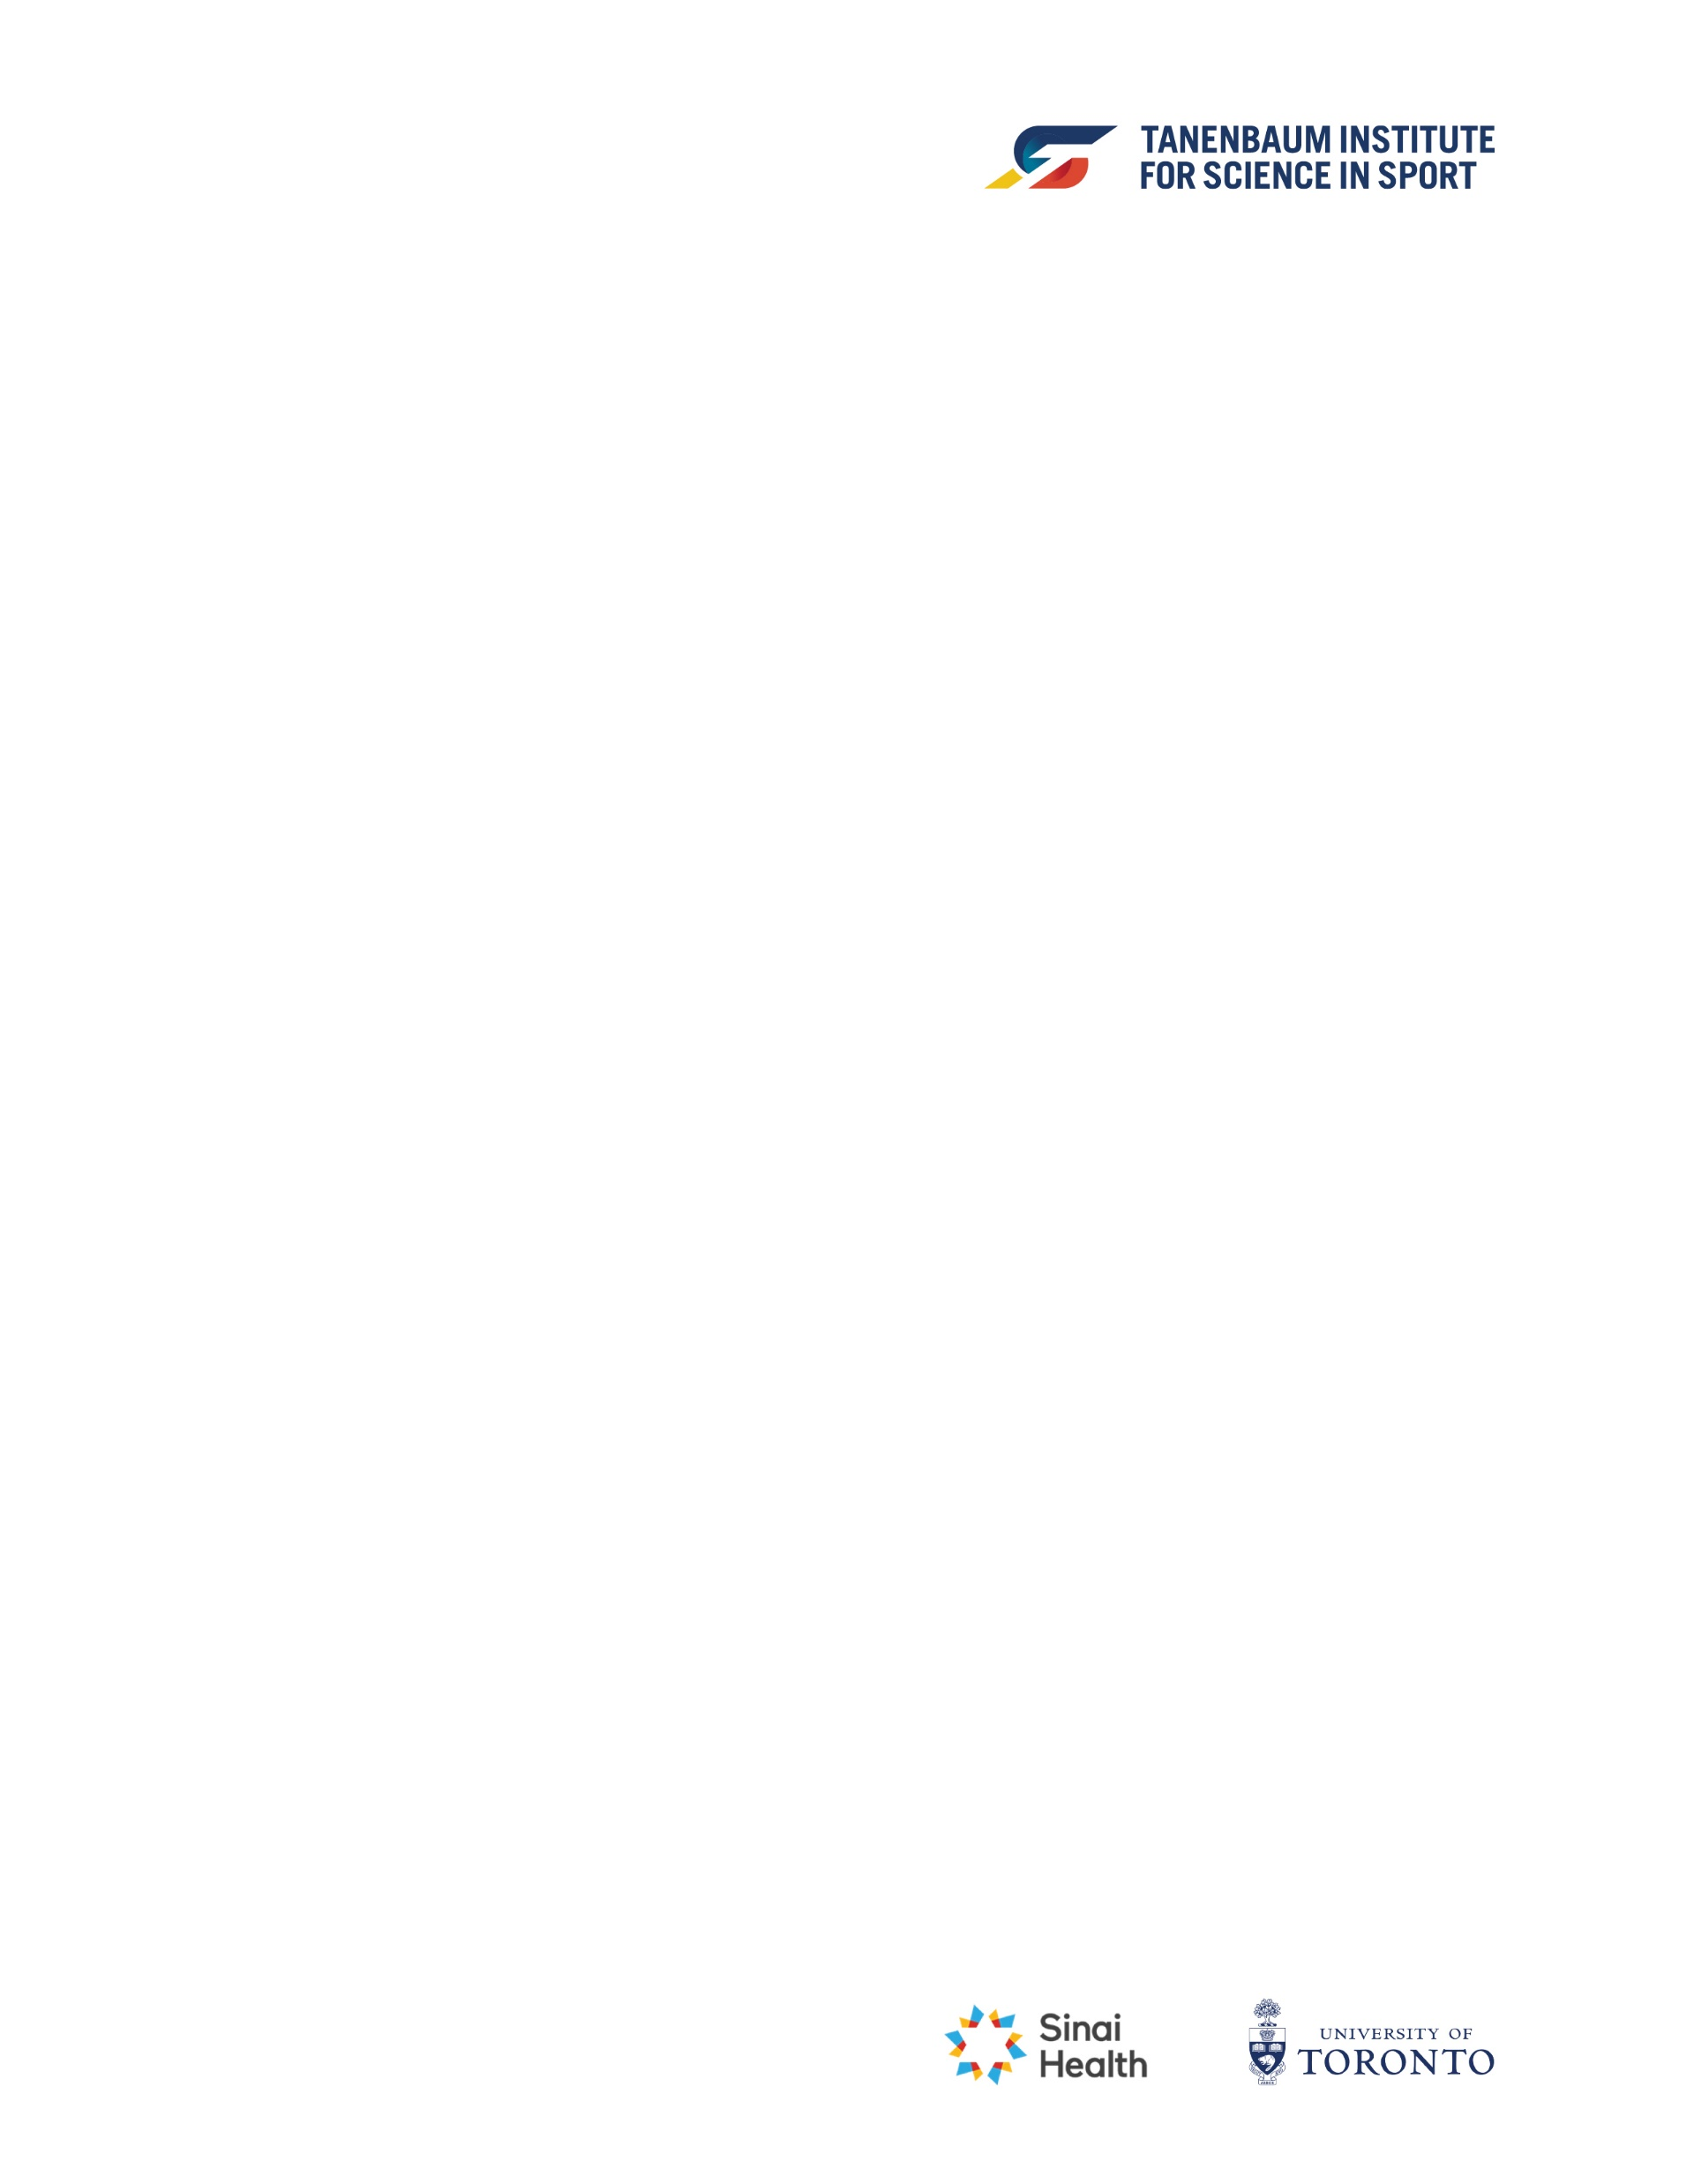 TANENBAUM INSTITUTE
FOR SCIENCE IN SPORT
Sinai
Health
UNIVERSITY OF
TORONTO